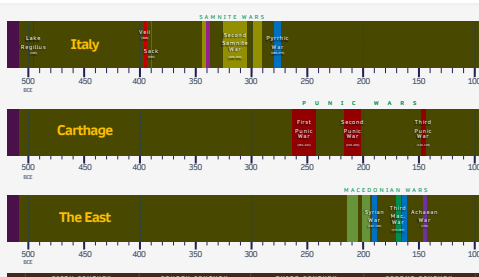 SAMNITE WARS
Lake
Regillus
Italy
Veii
Sack
Second
Samnite
War
Pyrrhic
War
500 450 400 350 300 250 200 150 100
BCE
PUNIC WARS
Carthage
First
Punic
War
Second
Punic
War
Third
Punic
War
500 450 400 350 300 250 200 150 100
BCE
MACEDONIAN WARS
The East
Syrian
War
Third
Mac.
War
Achaean
War
500 450 400 350 300 250 200 150 100
BCE